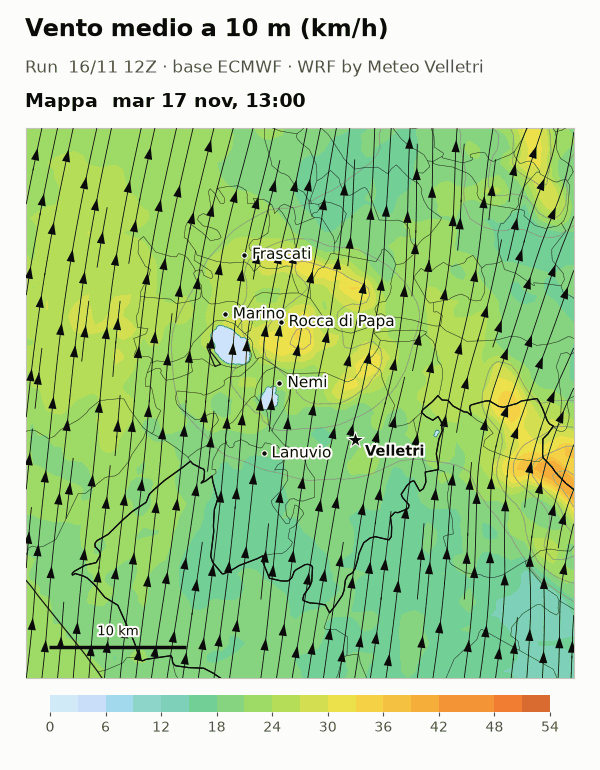 Vento medio a 10 m (km/h)
Run  16/11 12Z · base ECMWF · WRF by Meteo Velletri
Mappa  mar 17 nov, 13:00
Frascati
Marino
Rocca di Papa
Nemi
Velletri
Lanuvio
10 km
0 6 12 18 24 30 36 42 48 54